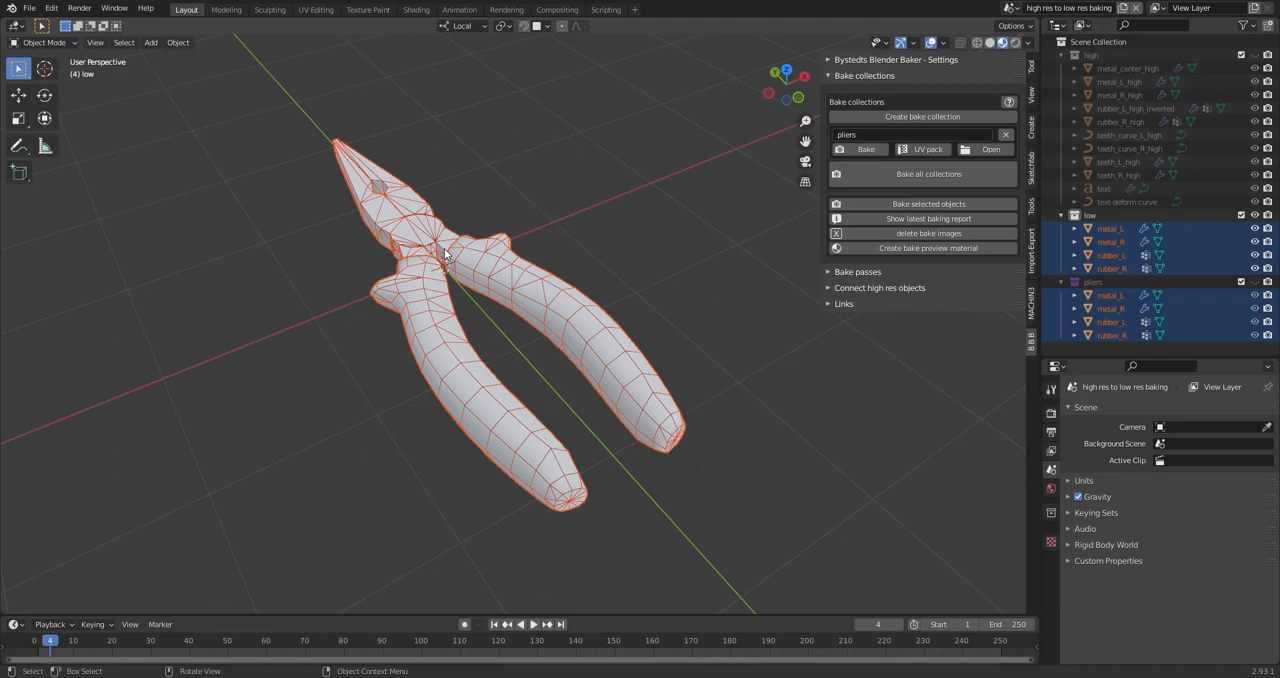 File Edit Render Window Help Layout Modeling Sculpting UV Editing Texture Paint Shading Animation Rendering Compositing Scripting + high res to low res baking View Layer
Local Options
Object Mode View Select Add Object
User Perspective
(4) low
X
Y
Z
Tool
View
Create
Sketchfab
Tools
Import-Export
MACHIN3
B B B
Bystedts Blender Baker - Settings
Bake collections
Bake collections
Create bake collection
pliers
Bake UV pack Open
Bake all collections
Bake selected objects
Show latest baking report
delete bake images
Create bake preview material
Bake passes
Connect high res objects
Links
Scene Collection
high
metal_center_high
metal_L_high
metal_R_high
rubber_L_high_inverted
rubber_R_high
teeth_curve_L_high
teeth_curve_R_high
teeth_L_high
teeth_R_high
text
text deform curve
low
metal_L
metal_R
rubber_L
rubber_R
pliers
metal_L
metal_R
rubber_L
rubber_R
high res to low res baking View Layer
Scene
Camera
Background Scene
Active Clip
Units
Gravity
Keying Sets
Audio
Rigid Body World
Custom Properties
Playback Keying View Marker 4 Start 1 End 250
0 4 10 20 30 40 50 60 70 80 90 100 110 120 130 140 150 160 170 180 190 200 210 220 230 240 250
Select Box Select Rotate View Object Context Menu 2.93.1